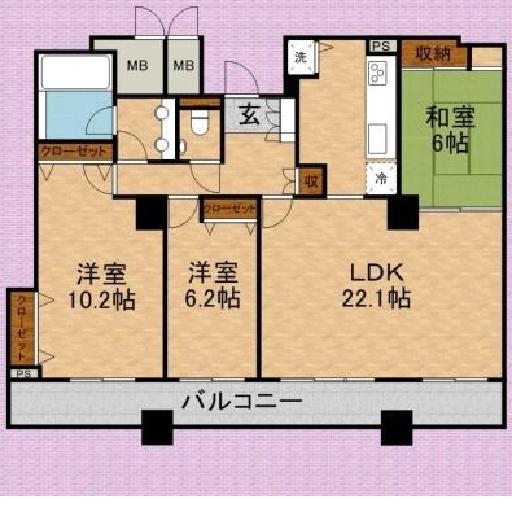 MB
MB
洗
PS
収納
玄
和室
6帖
クローゼット
収
冷
クローゼット
洋室
10.2帖
洋室
6.2帖
LDK
22.1帖
クローゼット
PS
バルコニー